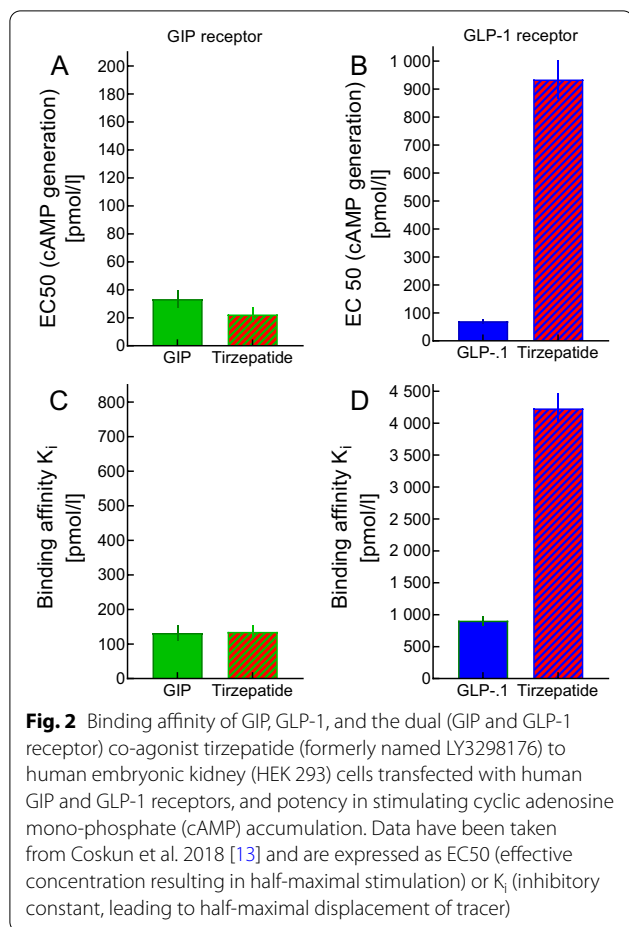 GIP receptor
GLP-1 receptor
A
EC50 (cAMP generation)
[pmol/l]
200
180
160
140
120
100
80
60
40
20
0
GIP Tirzepatide
B
EC 50 (cAMP generation)
[pmol/l]
1 000
900
800
700
600
500
400
300
200
100
0
GLP-.1 Tirzepatide
C
Binding affinity Ki
[pmol/l]
800
700
600
500
400
300
200
100
0
GIP Tirzepatide
D
Binding affinity Ki
[pmol/l]
4 500
4 000
3 500
3 000
2 500
2 000
1 500
1 000
500
0
GLP-.1 Tirzepatide
Fig. 2 Binding affinity of GIP, GLP-1, and the dual (GIP and GLP-1
receptor) co-agonist tirzepatide (formerly named LY3298176) to
human embryonic kidney (HEK 293) cells transfected with human
GIP and GLP-1 receptors, and potency in stimulating cyclic adenosine
mono-phosphate (cAMP) accumulation. Data have been taken
from Coskun et al. 2018 [13] and are expressed as EC50 (effective
concentration resulting in half-maximal stimulation) or Ki (inhibitory
constant, leading to half-maximal displacement of tracer)